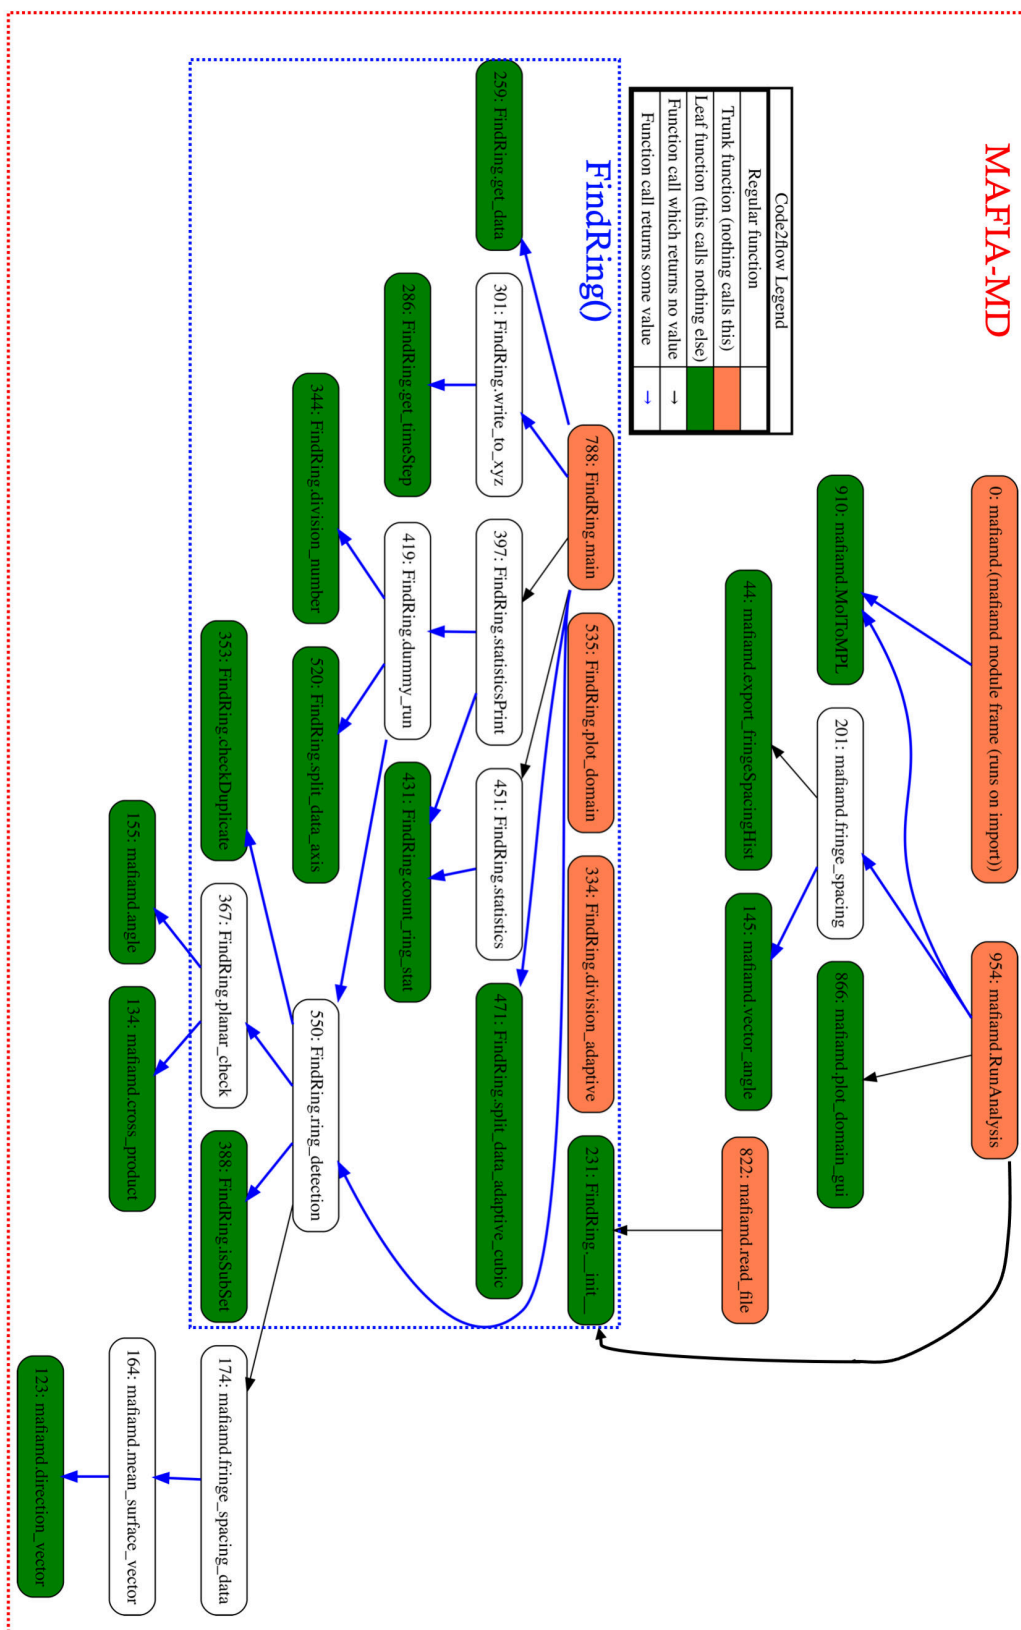 MAFIA-MD
0: mafiamd.(mafiamd module frame (runs on import))
954: mafiamd.RunAnalysis
910: mafiamd.MolToMPL
201: mafiamd.fringe_spacing
866: mafiamd.plot_domain_gui
44: mafiamd.export_fringeSpacingHist
145: mafiamd.vector_angle
822: mafiamd.read_file
Code2flow Legend
Regular function
Trunk function (nothing calls this)
Leaf function (this calls nothing else)
Function call which returns no value →
Function call returns some value →
FindRing()
788: FindRing.main
535: FindRing.plot_domain
334: FindRing.division_adaptive
231: FindRing.__init__
259: FindRing.get_data
301: FindRing.write_to_xyz
397: FindRing.statisticsPrint
451: FindRing.statistics
471: FindRing.split_data_adaptive_cubic
286: FindRing.get_timeStep
419: FindRing.dummy_run
431: FindRing.count_ring_stat
344: FindRing.division_number
520: FindRing.split_data_axis
550: FindRing.ring_detection
353: FindRing.checkDuplicate
367: FindRing.planar_check
388: FindRing.isSubSet
174: mafiamd.fringe_spacing_data
155: mafiamd.angle
134: mafiamd.cross_product
164: mafiamd.mean_surface_vector
123: mafiamd.direction_vector